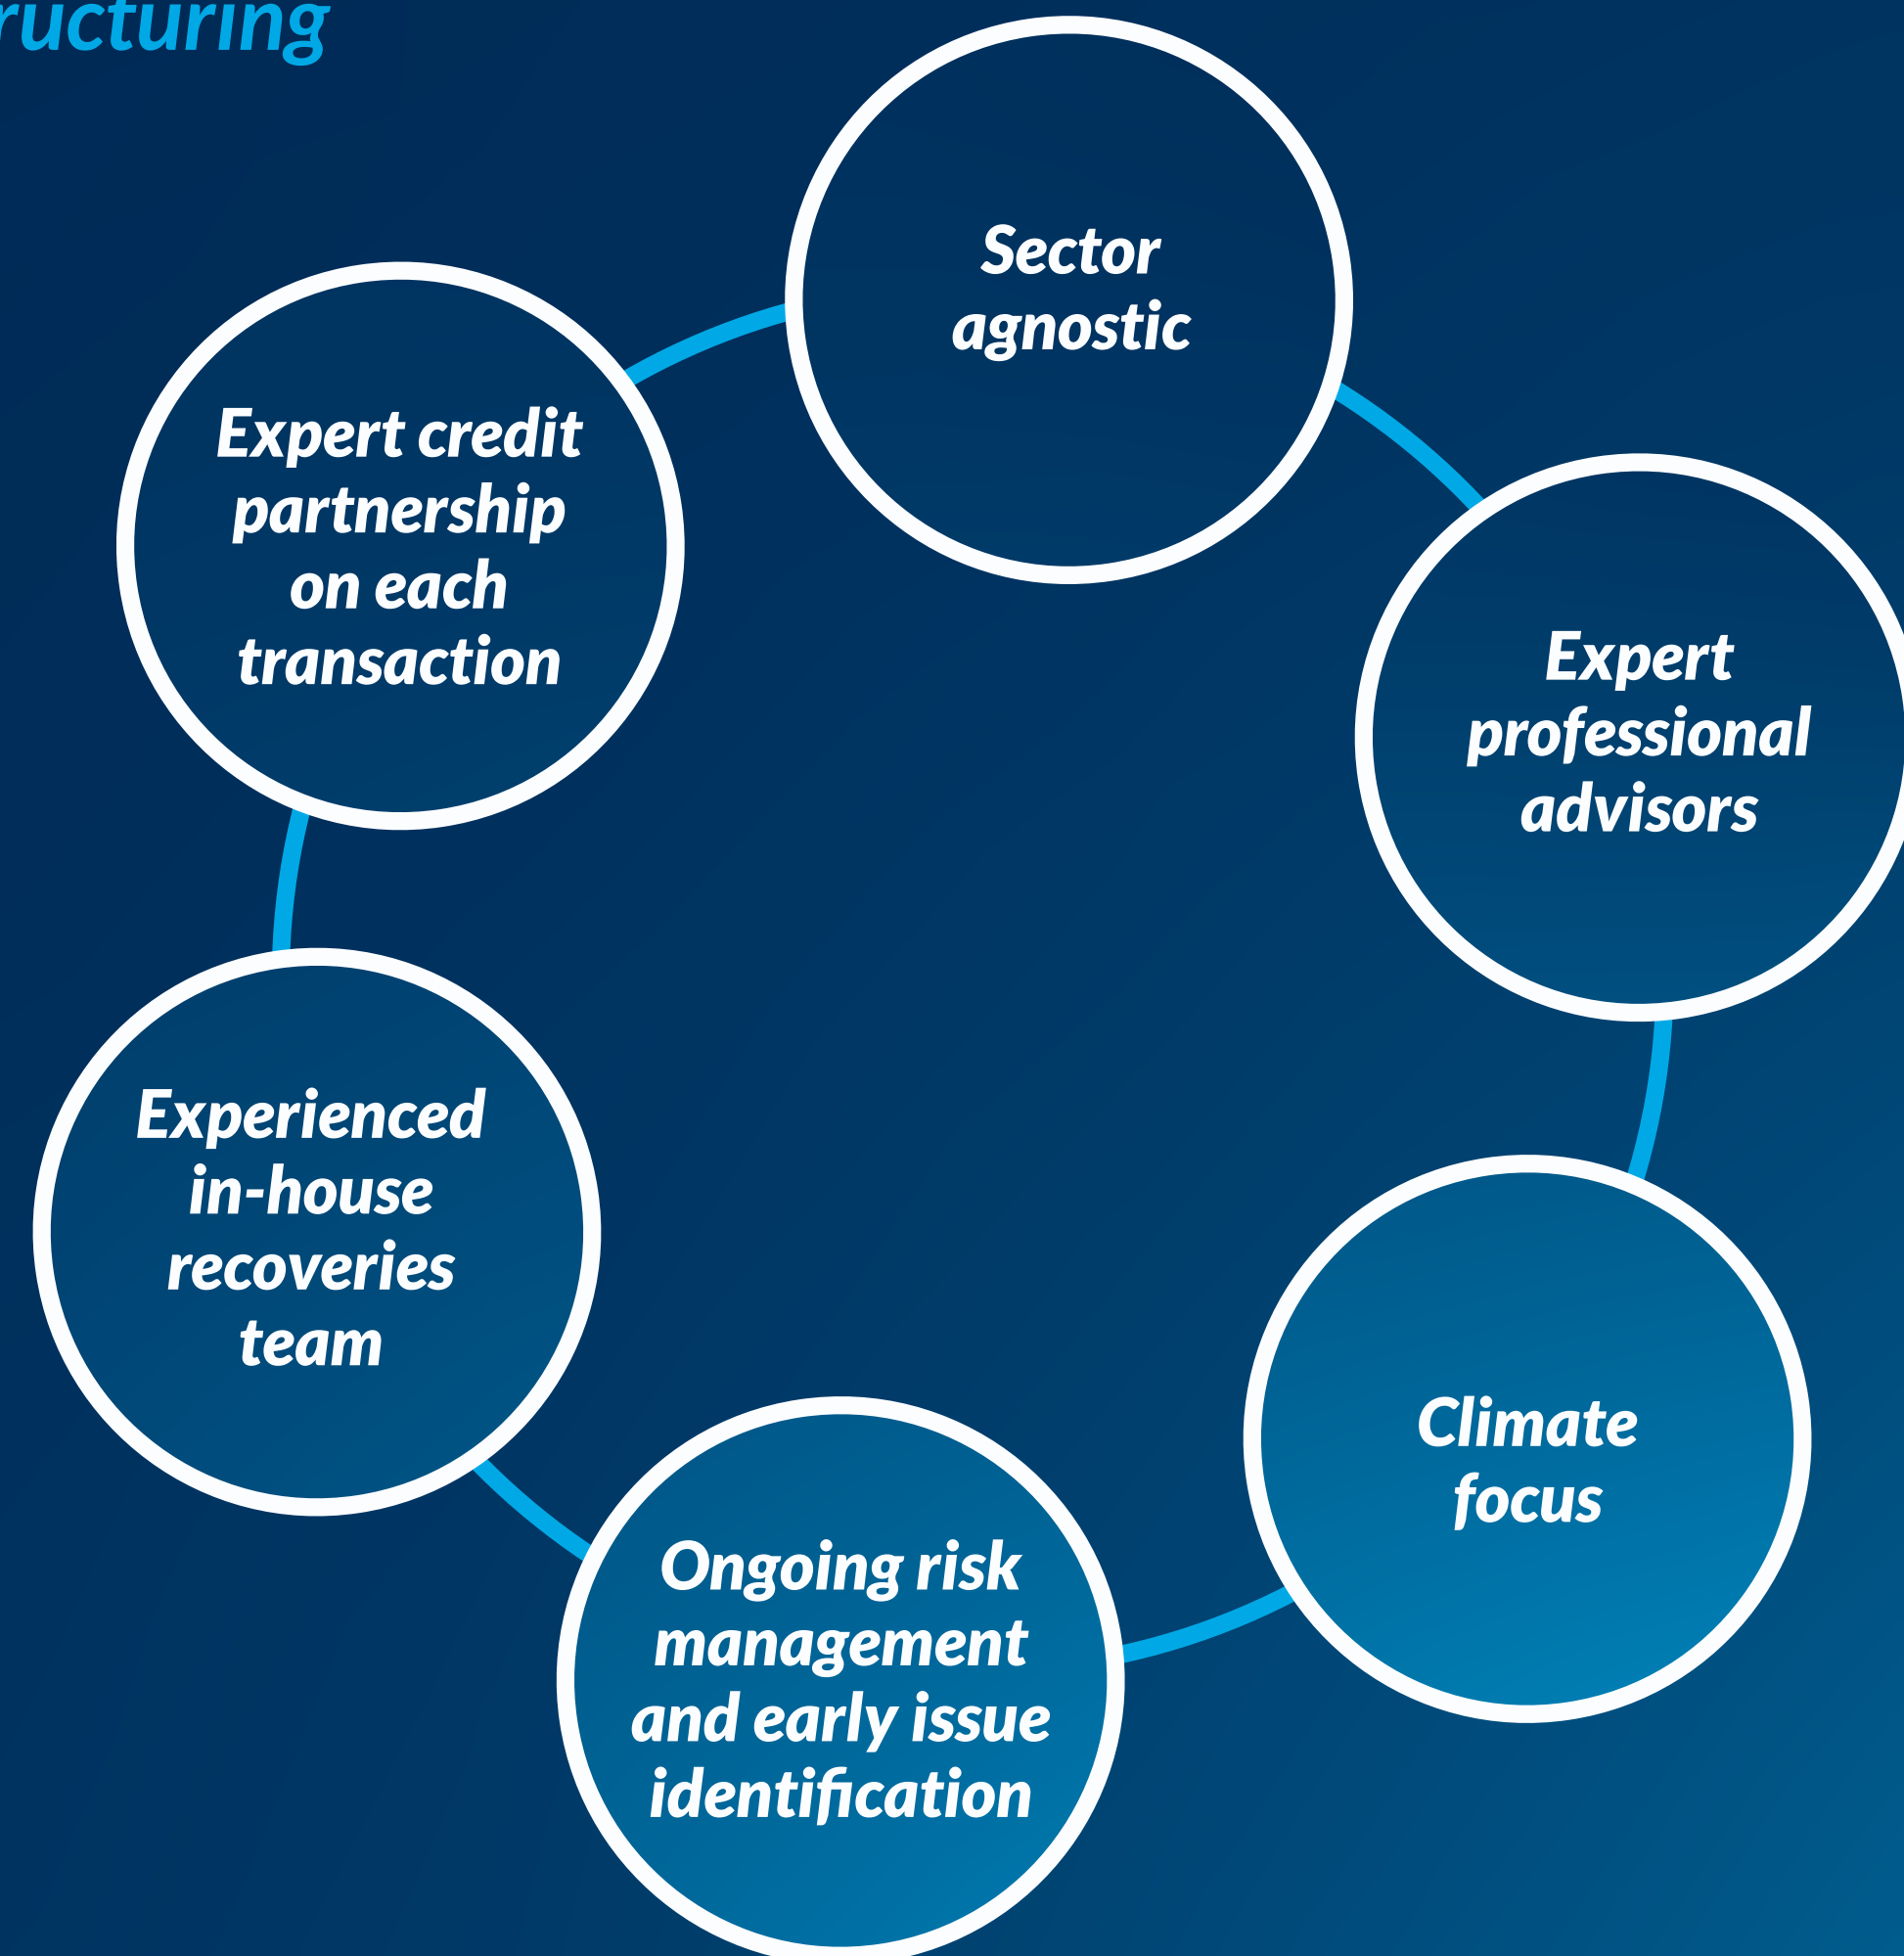 ructuring
Sector
agnostic
Expert credit
partnership
on each
transaction
Expert
professional
advisors
Experienced
in-house
recoveries
team
Climate
focus
Ongoing risk
management
and early issue
identification